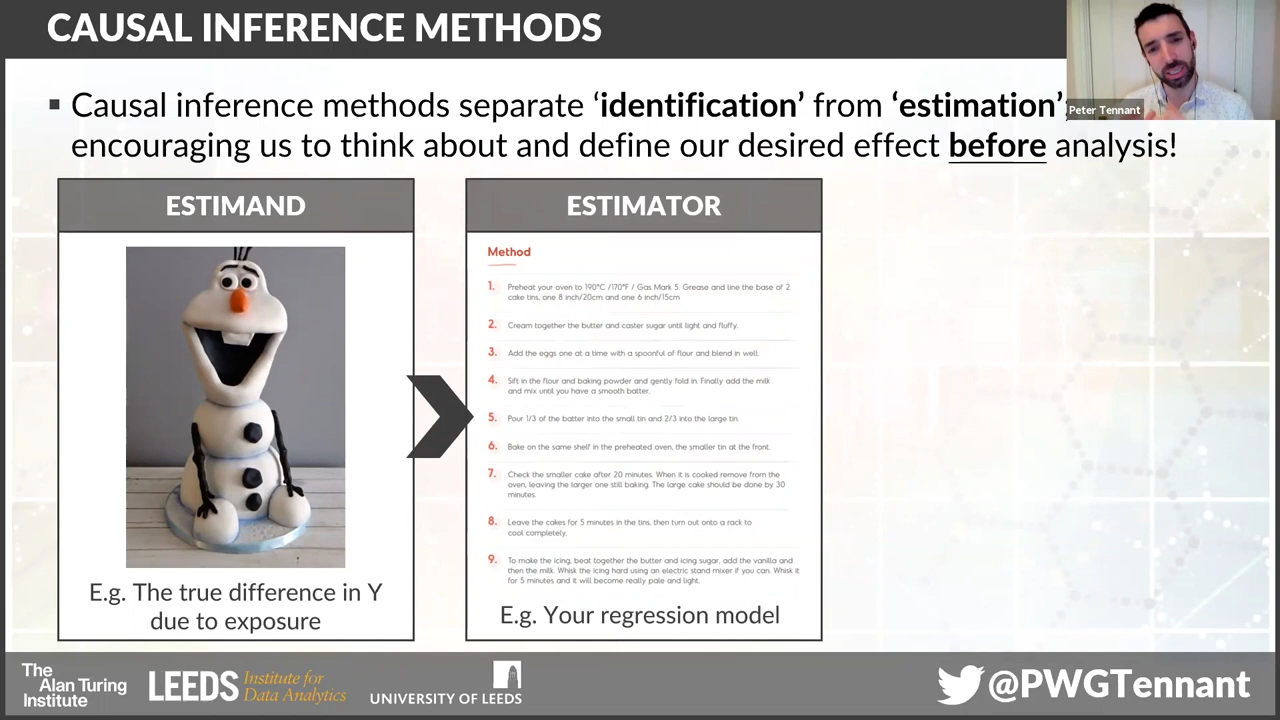 CAUSAL INFERENCE METHODS
Causal inference methods separate ‘identification’ from ‘estimation’,
encouraging us to think about and define our desired effect before analysis!
Peter Tennant
ESTIMAND
E.g. The true difference in Y
due to exposure
ESTIMATOR
Method
1. Preheat your oven to 190°C /170°F / Gas Mark 5. Grease and line the base of 2
cake tins, one 8 inch/20cm and one 6 inch/15cm
2. Cream together the butter and caster sugar until light and fluffy.
3. Add the eggs one at a time with a spoonful of flour and blend in well.
4. Sift in the flour and baking powder and gently fold in. Finally add the milk
and mix until you have a smooth batter.
5. Pour 1/3 of the batter into the small tin and 2/3 into the large tin.
6. Bake on the same shelf in the preheated oven, the smaller tin at the front.
7. Check the smaller cake after 20 minutes. When it is cooked remove from the
oven, leaving the larger one still baking. The large cake should be done by 30
minutes.
8. Leave the cakes for 5 minutes in the tins, then turn out onto a rack to
cool completely.
9. To make the icing, beat together the butter and icing sugar, add the vanilla and
then the milk. Whisk the icing hard using an electric stand mixer if you can. Whisk it
for 5 minutes and it will become really pale and light.
E.g. Your regression model
The
Alan Turing
Institute
LEEDS Institute for
Data Analytics
UNIVERSITY OF LEEDS
@PWGTennant